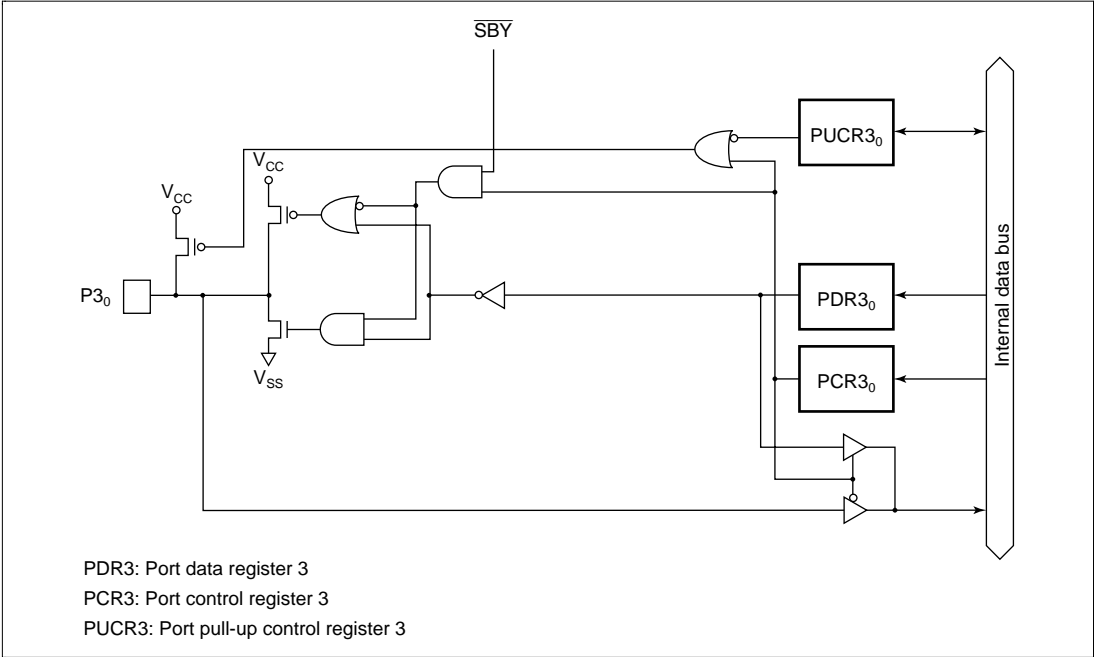 S̅B̅Y̅
PUCR3₀
V_CC
V_CC
P3₀
PDR3₀
PCR3₀
V_SS
Internal data bus
PDR3: Port data register 3
PCR3: Port control register 3
PUCR3: Port pull-up control register 3